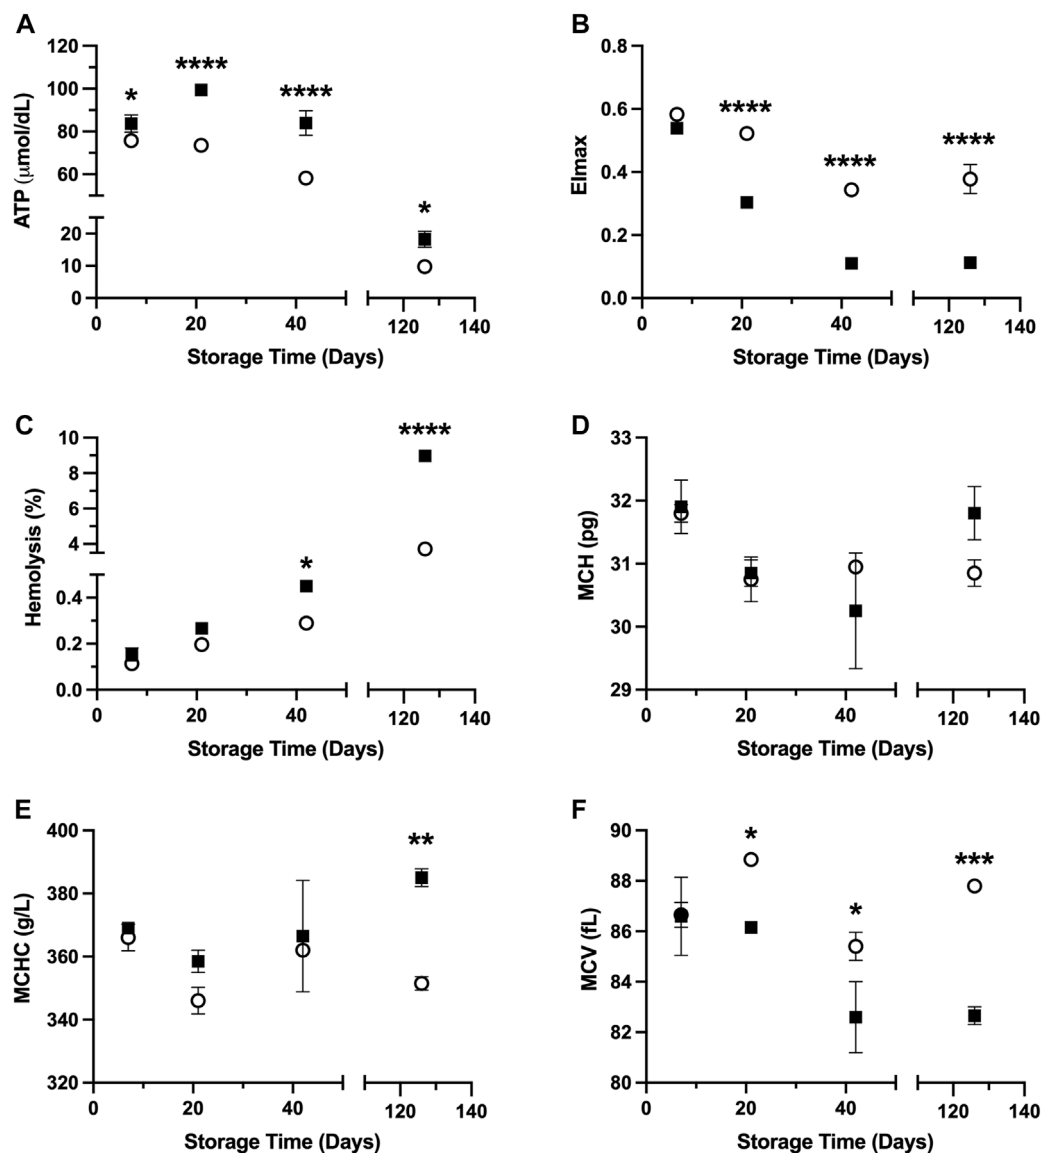 A
ATP (μmol/dL)
120
100
80
60
20
10
0
*
****
****
*
0 20 40 120 140
Storage Time (Days)
B
EImax
0.8
0.6
0.4
0.2
0.0
****
****
****
0 20 40 120 140
Storage Time (Days)
C
Hemolysis (%)
10
8
6
4
0.4
0.2
0.0
*
****
0 20 40 120 140
Storage Time (Days)
D
MCH (pg)
33
32
31
30
29
0 20 40 120 140
Storage Time (Days)
E
MCHC (g/L)
400
380
360
340
320
**
0 20 40 120 140
Storage Time (Days)
F
MCV (fL)
90
88
86
84
82
80
*
*
***
0 20 40 120 140
Storage Time (Days)